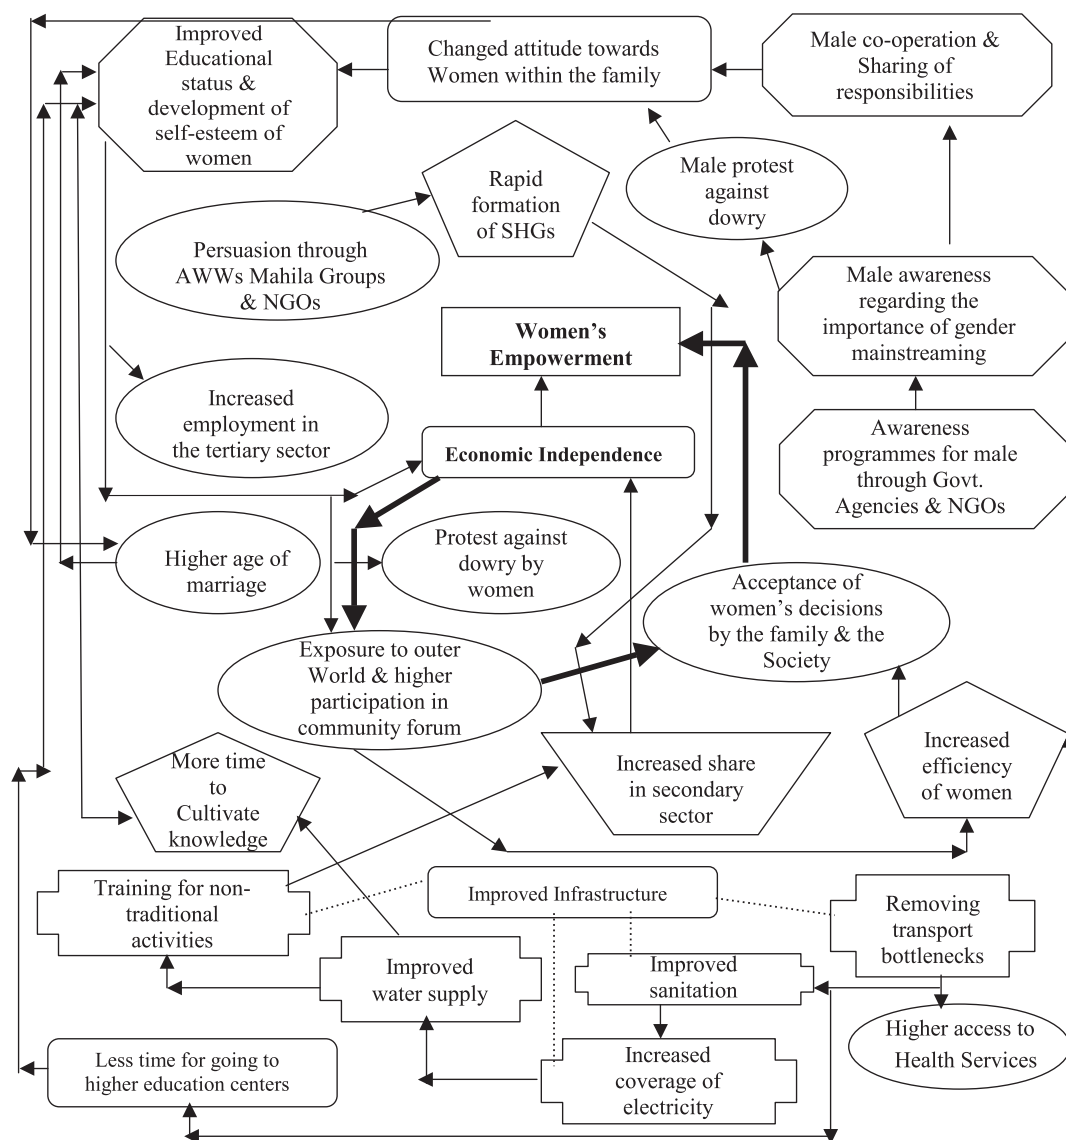 Improved
Educational
status &
development of
self-esteem of
women
Changed attitude towards
Women within the family
Male co-operation &
Sharing of
responsibilities
Rapid
formation
of SHGs
Male protest
against
dowry
Persuasion through
AWWs Mahila Groups
& NGOs
Male awareness
regarding the
importance of gender
mainstreaming
Women's
Empowerment
Increased
employment in
the tertiary sector
Economic Independence
Awareness
programmes for male
through Govt.
Agencies & NGOs
Higher age of
marriage
Protest against
dowry by
women
Acceptance of
women's decisions
by the family & the
Society
Exposure to outer
World & higher
participation in
community forum
More time
to
Cultivate
knowledge
Increased share
in secondary
sector
Increased
efficiency
of women
Training for non-
traditional
activities
Improved Infrastructure
Removing
transport
bottlenecks
Improved
water supply
Improved
sanitation
Higher access to
Health Services
Less time for going to
higher education centers
Increased
coverage of
electricity